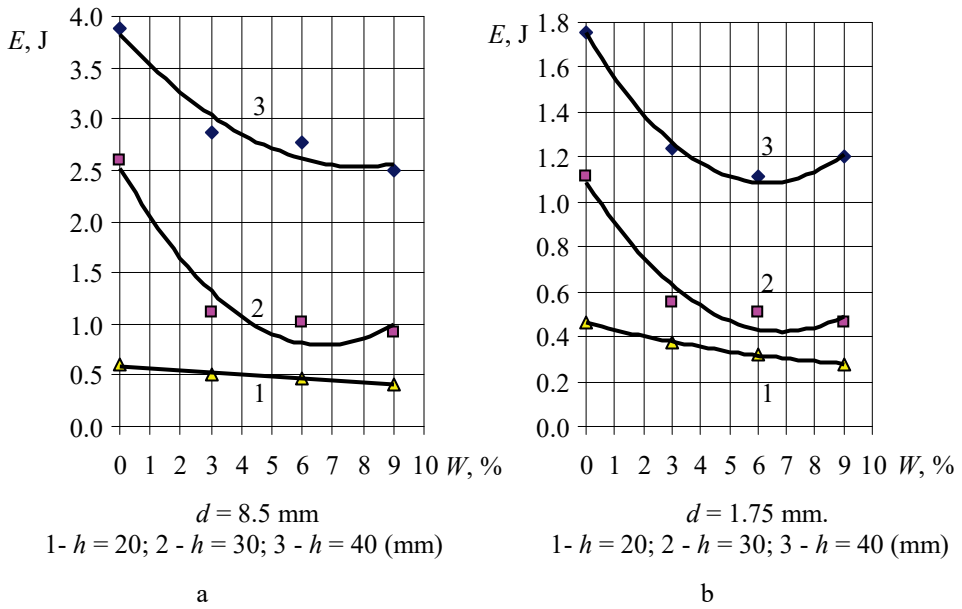 E, J
4.0
3.5
3.0
2.5
2.0
1.5
1.0
0.5
0.0
3
2
1
0 1 2 3 4 5 6 7 8 9 10 W, %
d = 8.5 mm
1- h = 20; 2 - h = 30; 3 - h = 40 (mm)
a
E, J
1.8
1.6
1.4
1.2
1.0
0.8
0.6
0.4
0.2
0.0
3
2
1
0 1 2 3 4 5 6 7 8 9 10 W, %
d = 1.75 mm.
1- h = 20; 2 - h = 30; 3 - h = 40 (mm)
b